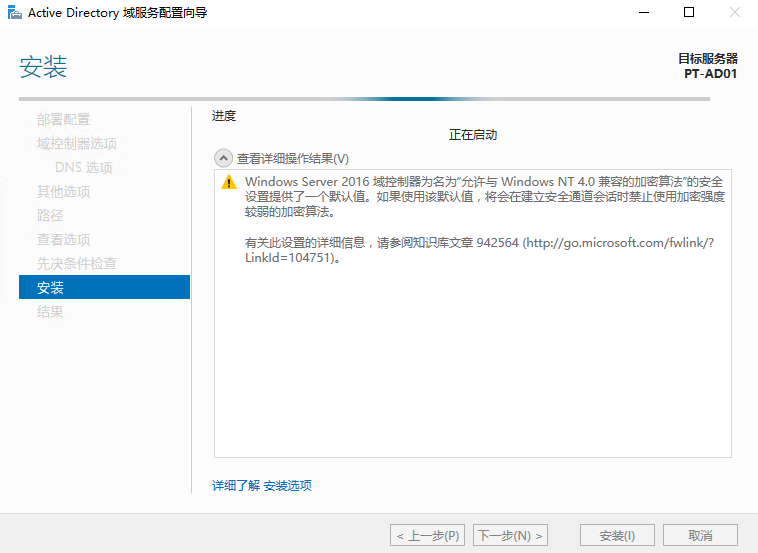 Active Directory 域服务配置向导
安装
目标服务器
PT-AD01
部署配置
域控制器选项
DNS 选项
其他选项
路径
查看选项
先决条件检查
安装
结果
进度
正在启动
查看详细操作结果(V)
Windows Server 2016 域控制器为名为“允许与 Windows NT 4.0 兼容的加密算法”的安全
设置提供了一个默认值。如果使用该默认值，将会在建立安全通道会话时禁止使用加密强度
较弱的加密算法。
有关此设置的详细信息，请参阅知识库文章 942564 (http://go.microsoft.com/fwlink/?
LinkId=104751)。
详细了解 安装选项
< 上一步(P)
下一步(N) >
安装(I)
取消